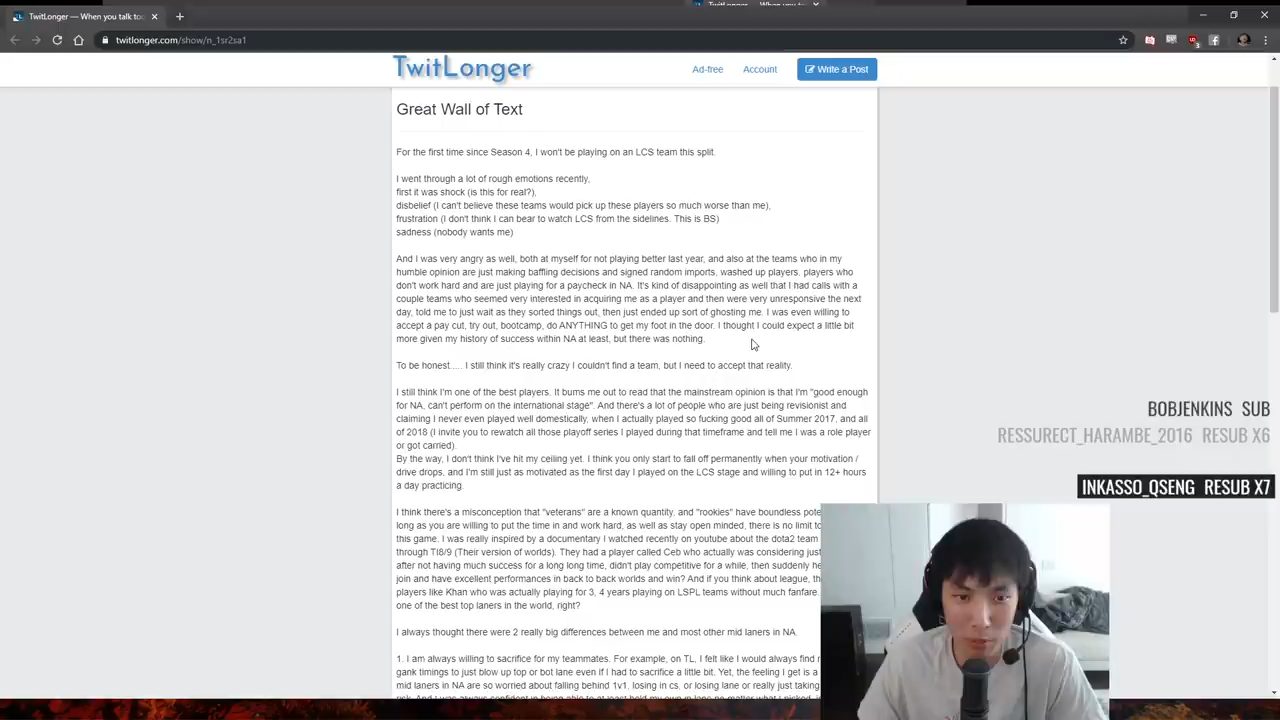 TwitLonger — When you talk too
TwitLonger — When you ta
twitlonger.com/show/n_1sr2sa1
TwitLonger
Ad-free
Account
Write a Post
Great Wall of Text
For the first time since Season 4, I won't be playing on an LCS team this split.
I went through a lot of rough emotions recently,
first it was shock (is this for real?),
disbelief (I can't believe these teams would pick up these players so much worse than me),
frustration (I don't think I can bear to watch LCS from the sidelines. This is BS)
sadness (nobody wants me)
And I was very angry as well, both at myself for not playing better last year, and also at the teams who in my
humble opinion are just making baffling decisions and signed random imports, washed up players, players who
don't work hard and are just playing for a paycheck in NA. It's kind of disappointing as well that I had calls with a
couple teams who seemed very interested in acquiring me as a player and then were very unresponsive the next
day, told me to just wait as they sorted things out, then just ended up sort of ghosting me. I was even willing to
accept a pay cut, try out, bootcamp, do ANYTHING to get my foot in the door. I thought I could expect a little bit
more given my history of success within NA at least, but there was nothing.
To be honest..... I still think it's really crazy I couldn't find a team, but I need to accept that reality.
I still think I'm one of the best players. It bums me out to read that the mainstream opinion is that I'm "good enough
for NA, can't perform on the international stage". And there's a lot of people who are just being revisionist and
claiming I never even played well domestically, when I actually played so fucking good all of Summer 2017, and all
of 2018 (I invite you to rewatch all those playoff series I played during that timeframe and tell me I was a role player
or got carried).
By the way, I don't think I've hit my ceiling yet. I think you only start to fall off permanently when your motivation /
drive drops, and I'm still just as motivated as the first day I played on the LCS stage and willing to put in 12+ hours
a day practicing.
I think there's a misconception that "veterans" are a known quantity, and "rookies" have boundless pote
long as you are willing to put the time in and work hard, as well as stay open minded, there is no limit to
this game. I was really inspired by a documentary I watched recently on youtube about the dota2 team
through TI8/9 (Their version of worlds). They had a player called Ceb who actually was considering just
after not having much success for a long long time, didn't play competitive for a while, then suddenly he
join and have excellent performances in back to back worlds and win? And if you think about league, the
players like Khan who was actually playing for 3, 4 years playing on LSPL teams without much fanfare.
one of the best top laners in the world, right?
I always thought there were 2 really big differences between me and most other mid laners in NA.
1. I am always willing to sacrifice for my teammates. For example, on TL, I felt like I would always find r
gank timings to just blow up top or bot lane even if I had to sacrifice a little bit. Yet, the feeling I get is a
mid laners in NA are so worried about falling behind 1v1, losing in cs, or losing lane or really just taking
BOBJENKINS SUB
RESSURECT_HARAMBE_2016 RESUB X6
INKASSO_QSENG RESUB X7